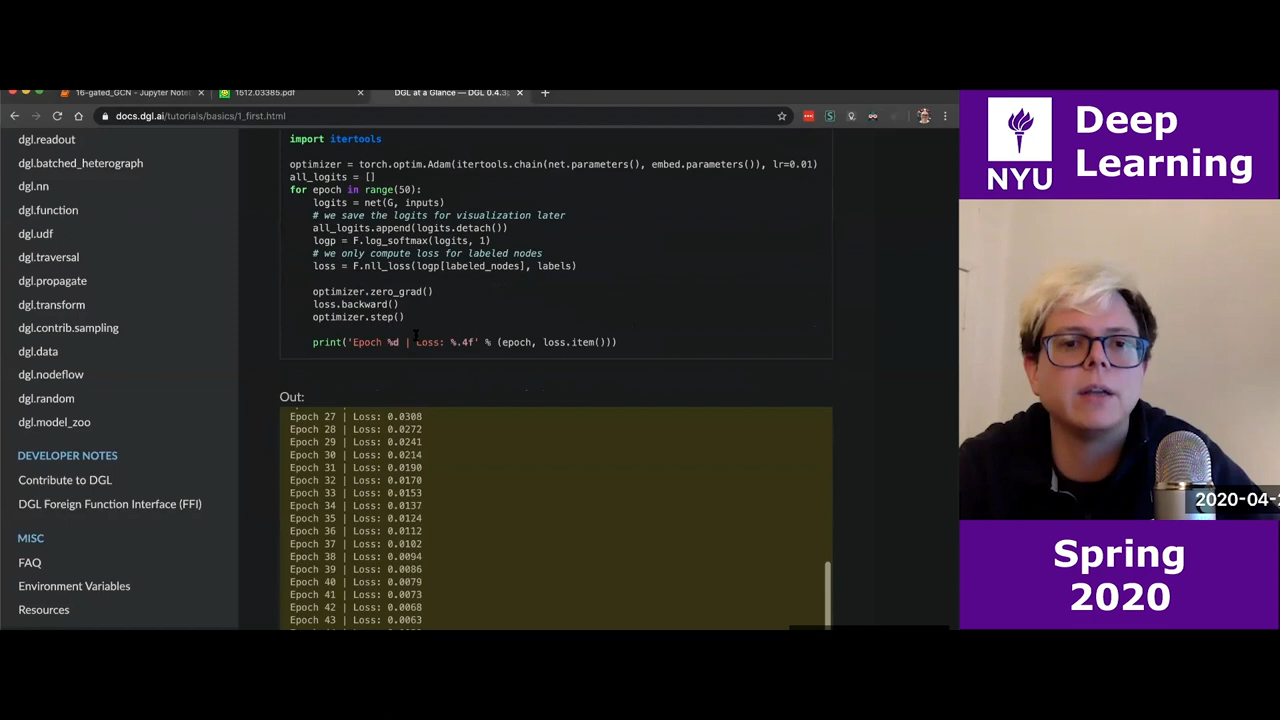 16-gated_GCN - Jupyter Note
1512.03385.pdf
DGL at a Glance — DGL 0.4.3
docs.dgl.ai/tutorials/basics/1_first.html
dgl.readout
dgl.batched_heterograph
dgl.nn
dgl.function
dgl.udf
dgl.traversal
dgl.propagate
dgl.transform
dgl.contrib.sampling
dgl.data
dgl.nodeflow
dgl.random
dgl.model_zoo
DEVELOPER NOTES
Contribute to DGL
DGL Foreign Function Interface (FFI)
MISC
FAQ
Environment Variables
Resources
import itertools
optimizer = torch.optim.Adam(itertools.chain(net.parameters(), embed.parameters()), lr=0.01)
all_logits = []
for epoch in range(50):
logits = net(G, inputs)
# we save the logits for visualization later
all_logits.append(logits.detach())
logp = F.log_softmax(logits, 1)
# we only compute loss for labeled nodes
loss = F.nll_loss(logp[labeled_nodes], labels)
optimizer.zero_grad()
loss.backward()
optimizer.step()
print('Epoch %d | Loss: %.4f' % (epoch, loss.item()))
Out:
Epoch 27 | Loss: 0.0308
Epoch 28 | Loss: 0.0272
Epoch 29 | Loss: 0.0241
Epoch 30 | Loss: 0.0214
Epoch 31 | Loss: 0.0190
Epoch 32 | Loss: 0.0170
Epoch 33 | Loss: 0.0153
Epoch 34 | Loss: 0.0137
Epoch 35 | Loss: 0.0124
Epoch 36 | Loss: 0.0112
Epoch 37 | Loss: 0.0102
Epoch 38 | Loss: 0.0094
Epoch 39 | Loss: 0.0086
Epoch 40 | Loss: 0.0079
Epoch 41 | Loss: 0.0073
Epoch 42 | Loss: 0.0068
Epoch 43 | Loss: 0.0063
NYU
Deep
Learning
2020-04-2
Spring
2020